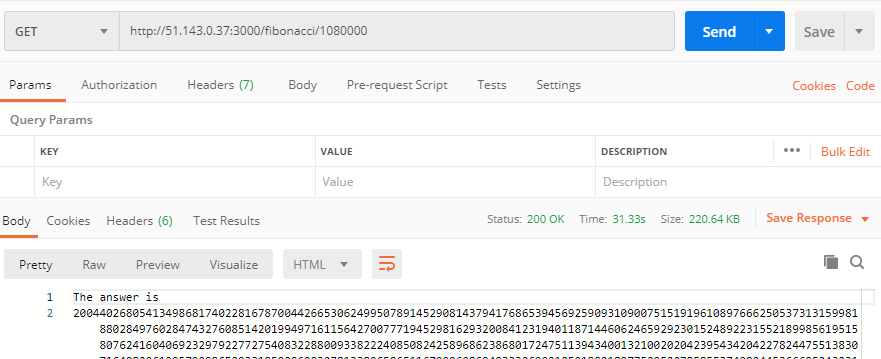 GET http://51.143.0.37:3000/fibonacci/1080000 Send Save
Params Authorization Headers (7) Body Pre-request Script Tests Settings Cookies Code
Query Params
KEY VALUE DESCRIPTION ••• Bulk Edit
Key Value Description
Body Cookies Headers (6) Test Results Status: 200 OK Time: 31.33s Size: 220.64 KB Save Response
Pretty Raw Preview Visualize HTML
1 The answer is
2 2004402680541349868174022816787004426653062499507891452908143794176863945692590931090075151919610897666250537313159981
8802849760284743276085142019949716115642700777194529816293200841231940118714460624659292301524892231552189985619515
8076241604069232979227727540832288009338222408508242589686238680172475113943400132100202042395434204227824475513830